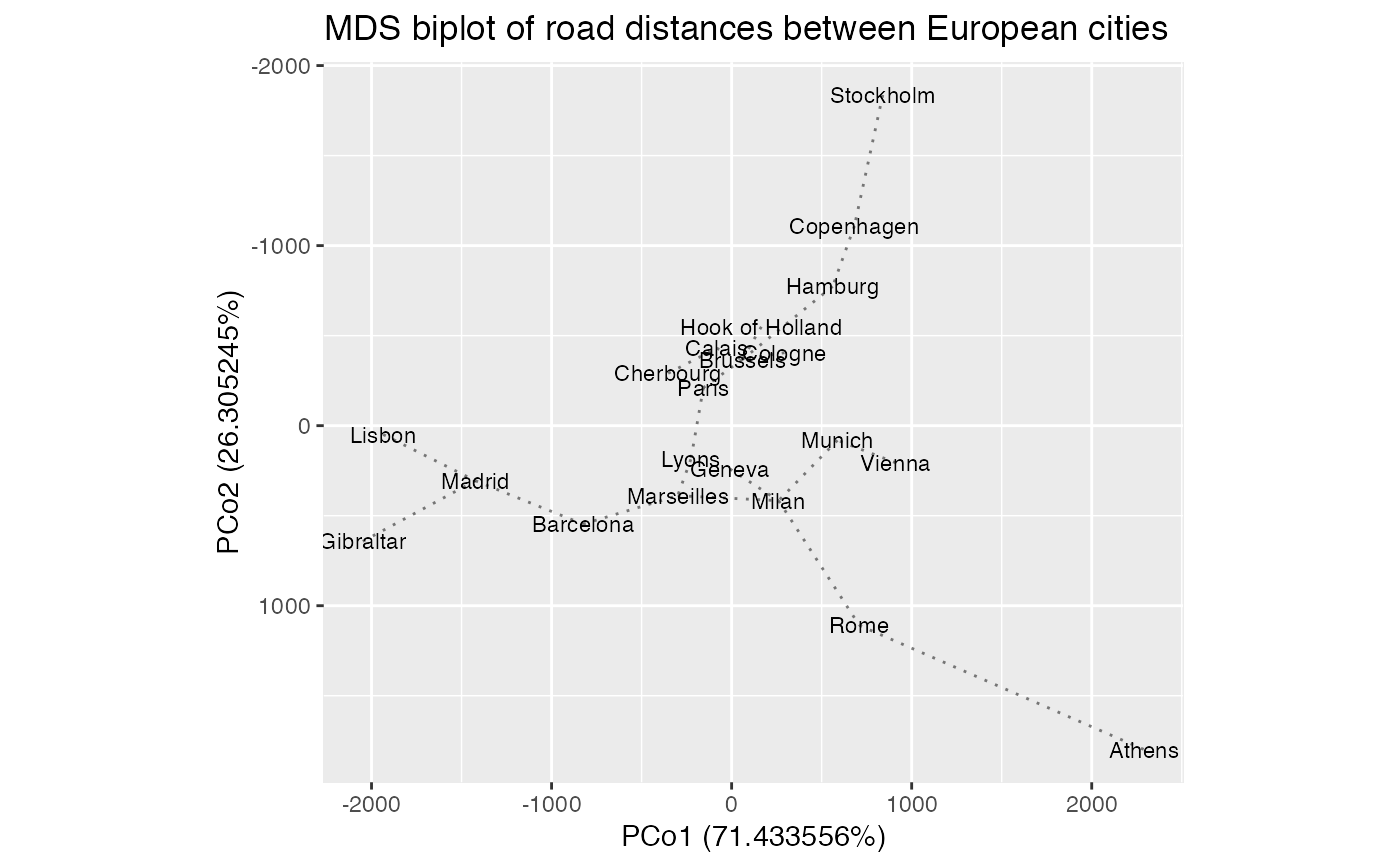 MDS biplot of road distances between European cities
-2000
Stockholm
Copenhagen
-1000
Hamburg
Hook of Holland
Calais
Cologne
Brussels
Cherbourg
Paris
0
Lisbon
Munich
Lyons
Vienna
Geneva
Madrid
Marseilles
Milan
Barcelona
Gibraltar
1000
Rome
Athens
PCo2 (26.305245%)
-2000
-1000
0
1000
2000
PCo1 (71.433556%)